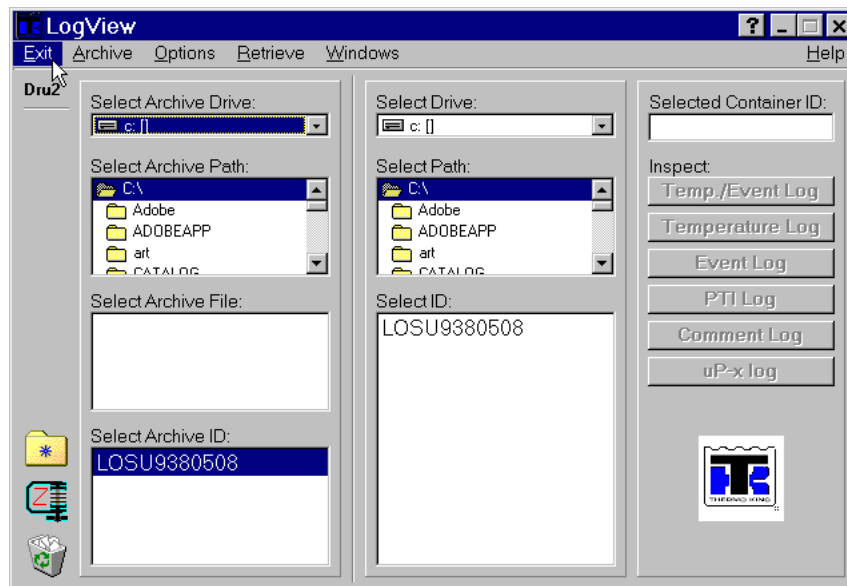 LogView
Exit Archive Options Retrieve Windows Help
Dru2
Select Archive Drive:
c: []
Select Archive Path:
C:\
Adobe
ADOBEAPP
art
CATALOG
Select Archive File:
Select Archive ID:
LOSU9380508
Select Drive:
c: []
Select Path:
C:\
Adobe
ADOBEAPP
art
CATALOG
Select ID:
LOSU9380508
Selected Container ID:
Inspect:
Temp./Event Log
Temperature Log
Event Log
PTI Log
Comment Log
uP-x log
THERMO KING